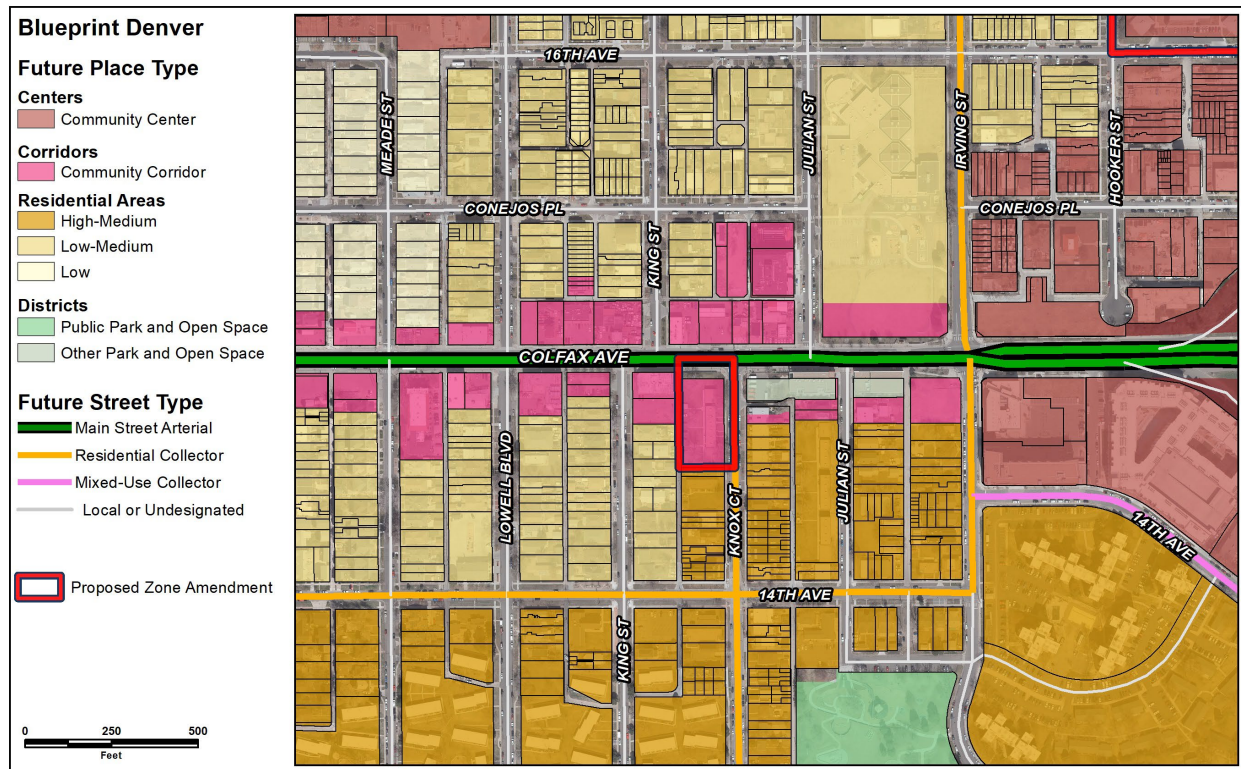 Blueprint Denver
Future Place Type
Centers
Community Center
Corridors
Community Corridor
Residential Areas
High-Medium
Low-Medium
Low
Districts
Public Park and Open Space
Other Park and Open Space
Future Street Type
Main Street Arterial
Residential Collector
Mixed-Use Collector
Local or Undesignated
Proposed Zone Amendment
0 250 500
Feet
16TH AVE
MEADE ST
JULIAN ST
IRVING ST
HOOKER ST
CONEJOS PL
CONEJOS PL
KING ST
COLFAX AVE
LOWELL BLVD
KNOX CT
JULIAN ST
14TH AVE
14TH AVE
KING ST